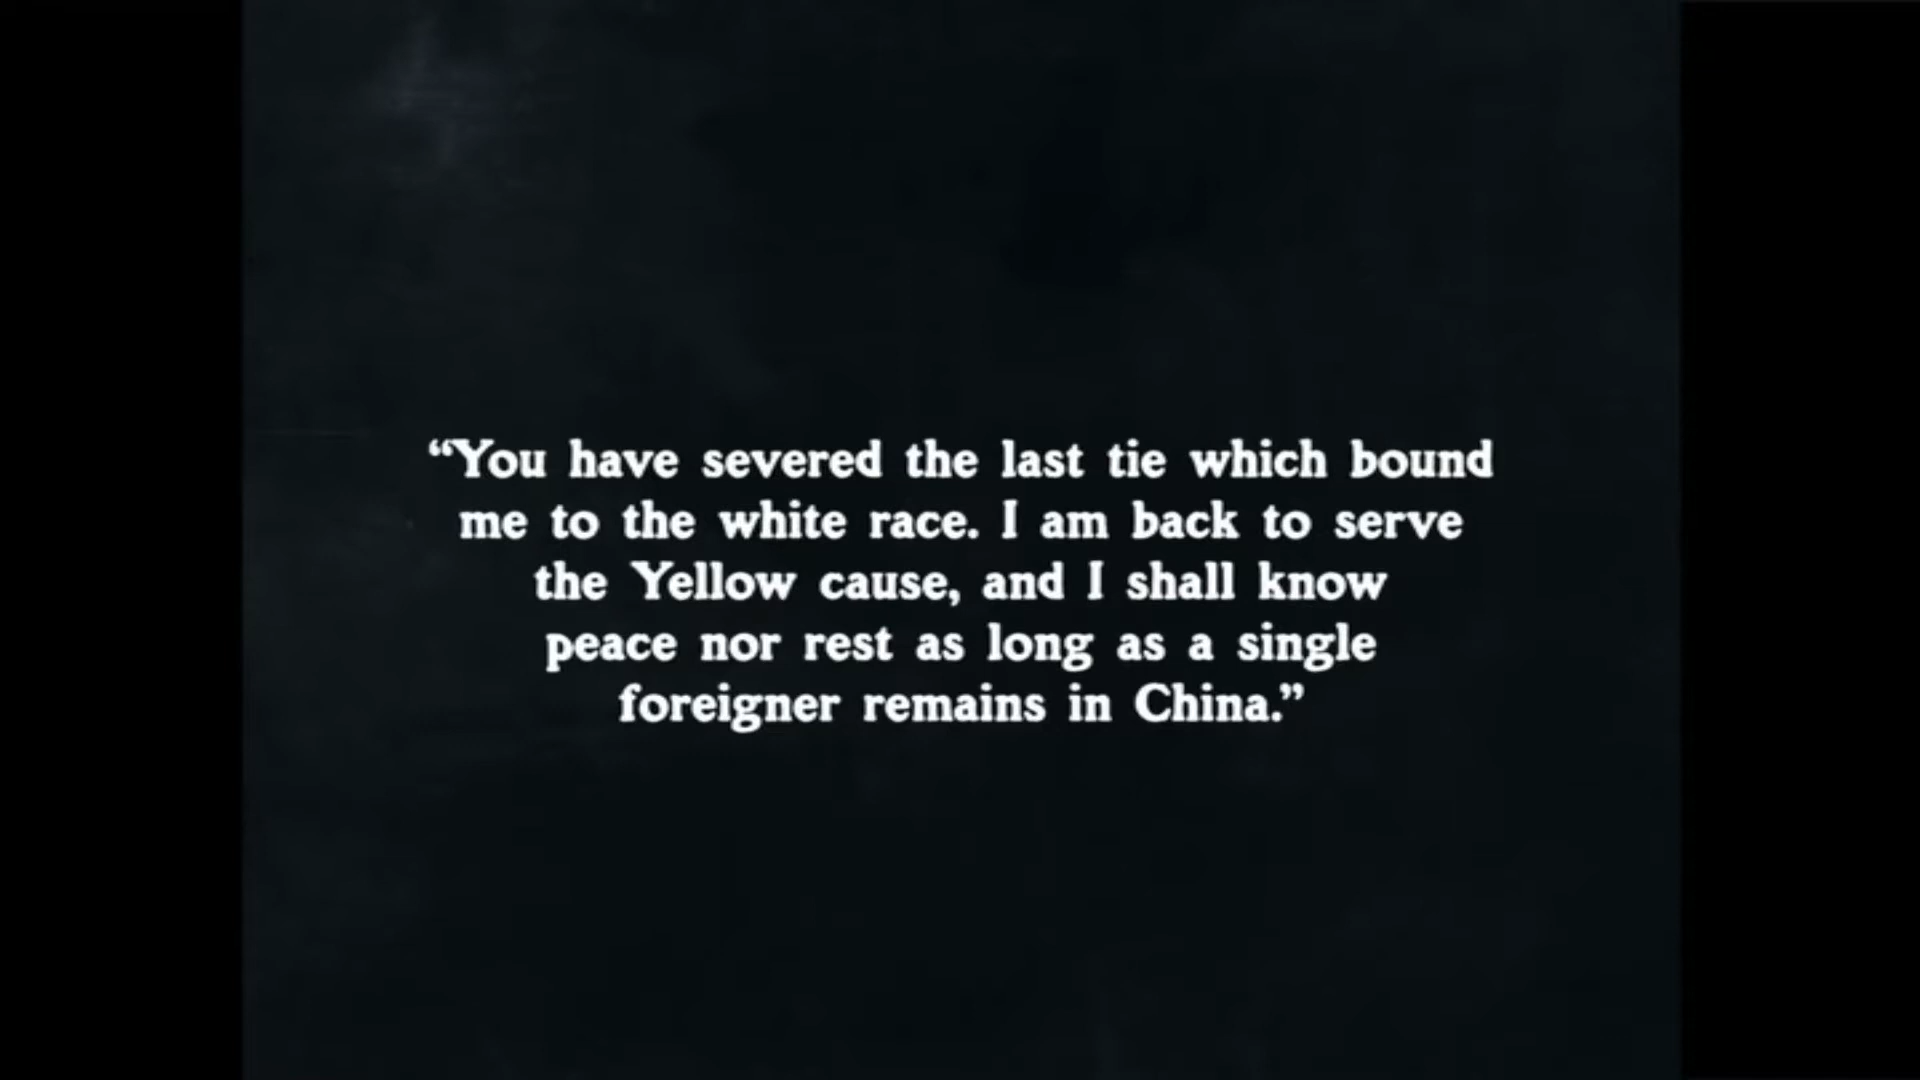 “You have severed the last tie which bound
me to the white race. I am back to serve
the Yellow cause, and I shall know
peace nor rest as long as a single
foreigner remains in China.”